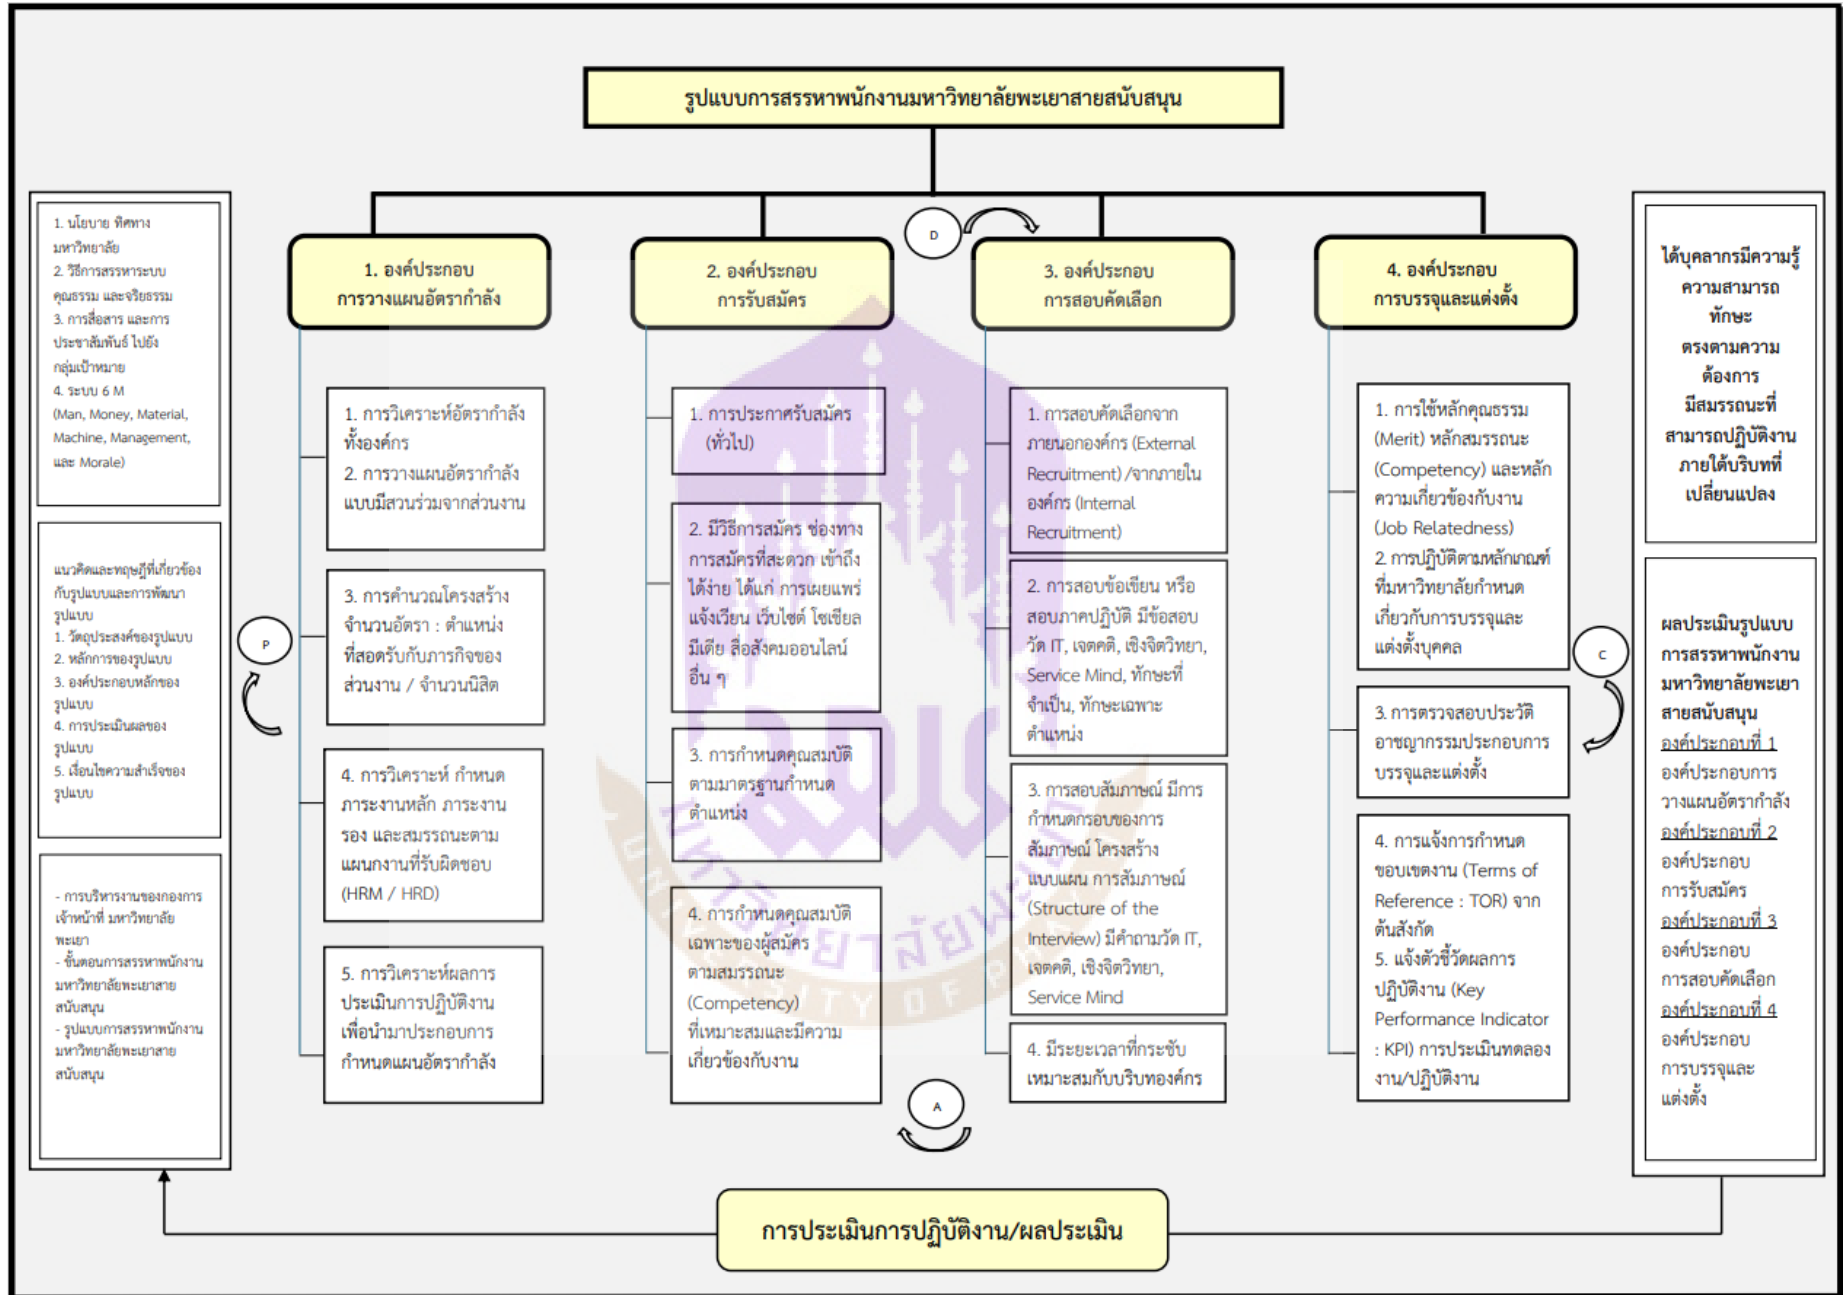 รูปแบบการสรรหาพนักงานมหาวิทยาลัยพะเยาสายสนับสนุน
1. นโยบาย ทิศทาง
มหาวิทยาลัย
2. วิธีการสรรหาระบบ
คุณธรรม และจริยธรรม
3. การสื่อสาร และการ
ประชาสัมพันธ์ ไปยัง
กลุ่มเป้าหมาย
4. ระบบ 6 M
(Man, Money, Material,
Machine, Management,
และ Morale)
แนวคิดและทฤษฎีที่เกี่ยวข้อง
กับรูปแบบและการพัฒนา
รูปแบบ
1. วัตถุประสงค์ของรูปแบบ
2. หลักการของรูปแบบ
3. องค์ประกอบหลักของ
รูปแบบ
4. การประเมินผลของ
รูปแบบ
5. เงื่อนไขความสำเร็จของ
รูปแบบ
- การบริหารงานของกองการ
เจ้าหน้าที่ มหาวิทยาลัย
พะเยา
- ขั้นตอนการสรรหาพนักงาน
มหาวิทยาลัยพะเยาสาย
สนับสนุน
- รูปแบบการสรรหาพนักงาน
มหาวิทยาลัยพะเยาสาย
สนับสนุน
P
1. องค์ประกอบ
การวางแผนอัตรากำลัง
1. การวิเคราะห์อัตรากำลัง
ทั้งองค์กร
2. การวางแผนอัตรากำลัง
แบบมีสวนร่วมจากส่วนงาน
3. การคำนวณโครงสร้าง
จำนวนอัตรา : ตำแหน่ง
ที่สอดรับกับภารกิจของ
ส่วนงาน / จำนวนนิสิต
4. การวิเคราะห์ กำหนด
ภาระงานหลัก ภาระงาน
รอง และสมรรถนะตาม
แผนกงานที่รับผิดชอบ
(HRM / HRD)
5. การวิเคราะห์ผลการ
ประเมินการปฏิบัติงาน
เพื่อนำมาประกอบการ
กำหนดแผนอัตรากำลัง
2. องค์ประกอบ
การรับสมัคร
1. การประกาศรับสมัคร
(ทั่วไป)
2. มีวิธีการสมัคร ช่องทาง
การสมัครที่สะดวก เข้าถึง
ได้ง่าย ได้แก่ การเผยแพร่
แจ้งเวียน เว็บไซต์ โซเชียล
มีเดีย สื่อสังคมออนไลน์
อื่น ๆ
3. การกำหนดคุณสมบัติ
ตามมาตรฐานกำหนด
ตำแหน่ง
4. การกำหนดคุณสมบัติ
เฉพาะของผู้สมัคร
ตามสมรรถนะ
(Competency)
ที่เหมาะสมและมีความ
เกี่ยวข้องกับงาน
D
3. องค์ประกอบ
การสอบคัดเลือก
1. การสอบคัดเลือกจาก
ภายนอกองค์กร (External
Recruitment) /จากภายใน
องค์กร (Internal
Recruitment)
2. การสอบข้อเขียน หรือ
สอบภาคปฏิบัติ มีข้อสอบ
วัด IT, เจตคติ, เชิงจิตวิทยา,
Service Mind, ทักษะที่
จำเป็น, ทักษะเฉพาะ
ตำแหน่ง
3. การสอบสัมภาษณ์ มีการ
กำหนดกรอบของการ
สัมภาษณ์ โครงสร้าง
แบบแผน การสัมภาษณ์
(Structure of the
Interview) มีคำถามวัด IT,
เจตคติ, เชิงจิตวิทยา,
Service Mind
4. มีระยะเวลาที่กระชับ
เหมาะสมกับบริบทองค์กร
A
4. องค์ประกอบ
การบรรจุและแต่งตั้ง
1. การใช้หลักคุณธรรม
(Merit) หลักสมรรถนะ
(Competency) และหลัก
ความเกี่ยวข้องกับงาน
(Job Relatedness)
2. การปฏิบัติตามหลักเกณฑ์
ที่มหาวิทยาลัยกำหนด
เกี่ยวกับการบรรจุและ
แต่งตั้งบุคคล
3. การตรวจสอบประวัติ
อาชญากรรมประกอบการ
บรรจุและแต่งตั้ง
4. การแจ้งการกำหนด
ขอบเขตงาน (Terms of
Reference : TOR) จาก
ต้นสังกัด
5. แจ้งตัวชี้วัดผลการ
ปฏิบัติงาน (Key
Performance Indicator
: KPI) การประเมินทดลอง
งาน/ปฏิบัติงาน
C
ได้บุคลากรมีความรู้
ความสามารถ
ทักษะ
ตรงตามความ
ต้องการ
มีสมรรถนะที่
สามารถปฏิบัติงาน
ภายใต้บริบทที่
เปลี่ยนแปลง
ผลประเมินรูปแบบ
การสรรหาพนักงาน
มหาวิทยาลัยพะเยา
สายสนับสนุน
องค์ประกอบที่ 1
องค์ประกอบการ
วางแผนอัตรากำลัง
องค์ประกอบที่ 2
องค์ประกอบ
การรับสมัคร
องค์ประกอบที่ 3
องค์ประกอบ
การสอบคัดเลือก
องค์ประกอบที่ 4
องค์ประกอบ
การบรรจุและ
แต่งตั้ง
การประเมินการปฏิบัติงาน/ผลประเมิน
มหาวิทยาลัยพะเยา
UNIVERSITY OF PHAYAO